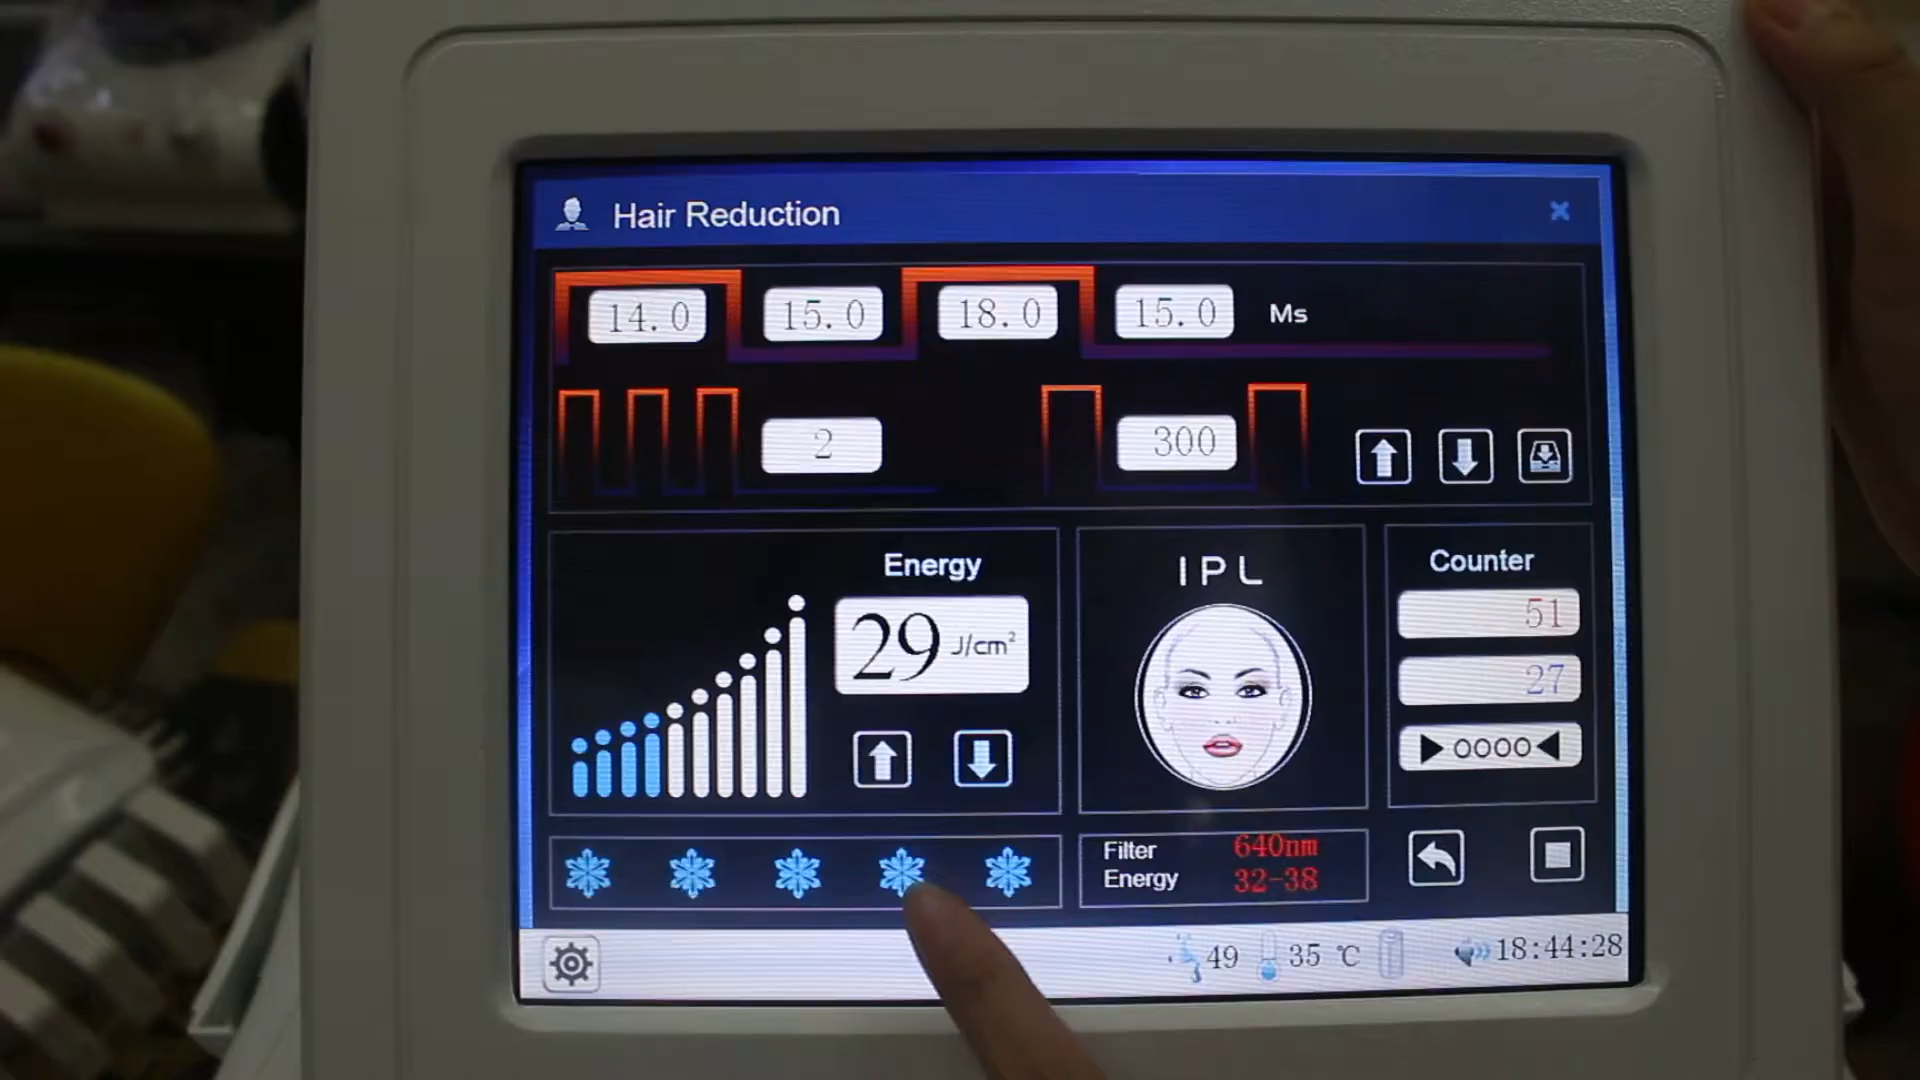 Hair Reduction
14.0 15.0 18.0 15.0 Ms
2 300
Energy
29 J/cm²
IPL
Counter
51
27
0000
Filter 640nm
Energy 32-38
49 35 ℃ 18:44:28